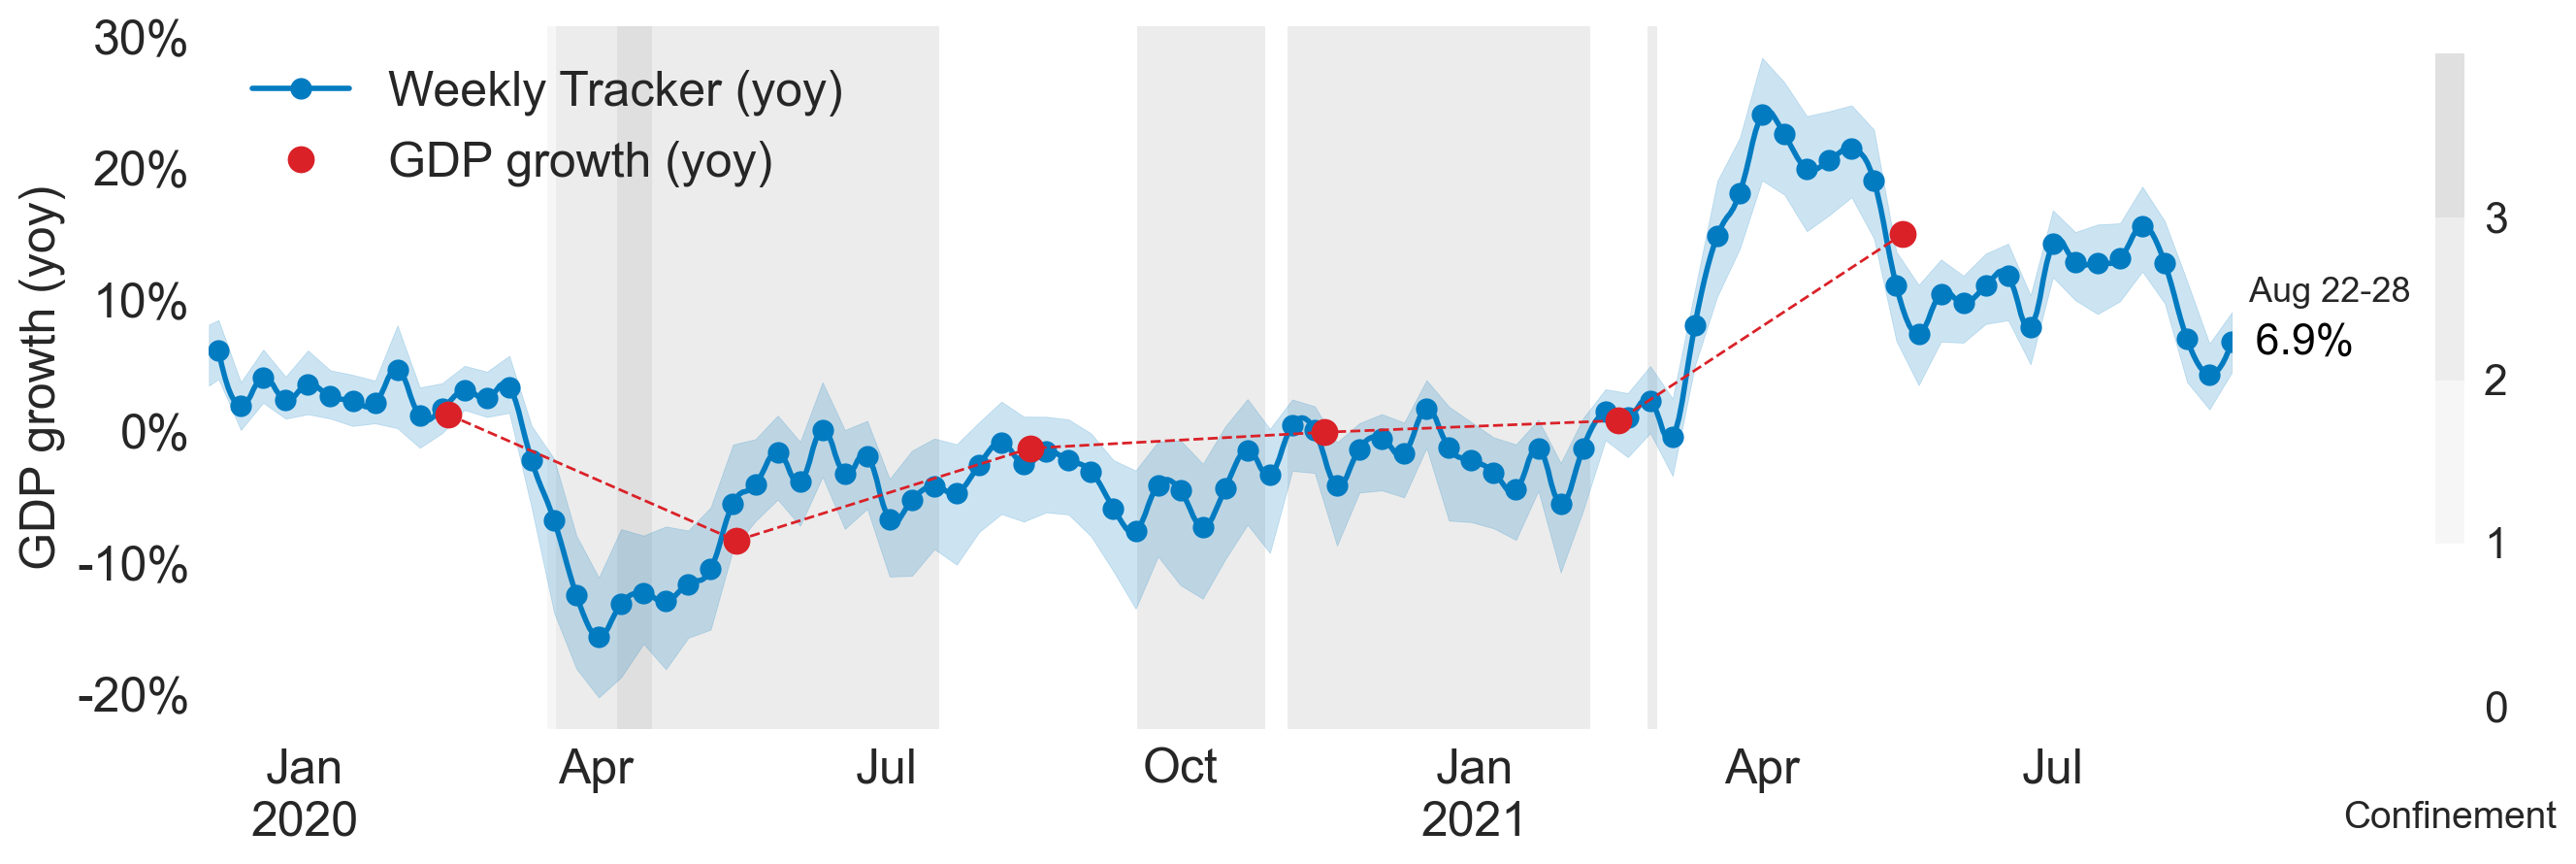 30%
20%
10%
0%
-10%
-20%
GDP growth (yoy)
Weekly Tracker (yoy)
GDP growth (yoy)
Aug 22-28
6.9%
3
2
1
0
Confinement
Jan
2020
Apr
Jul
Oct
Jan
2021
Apr
Jul